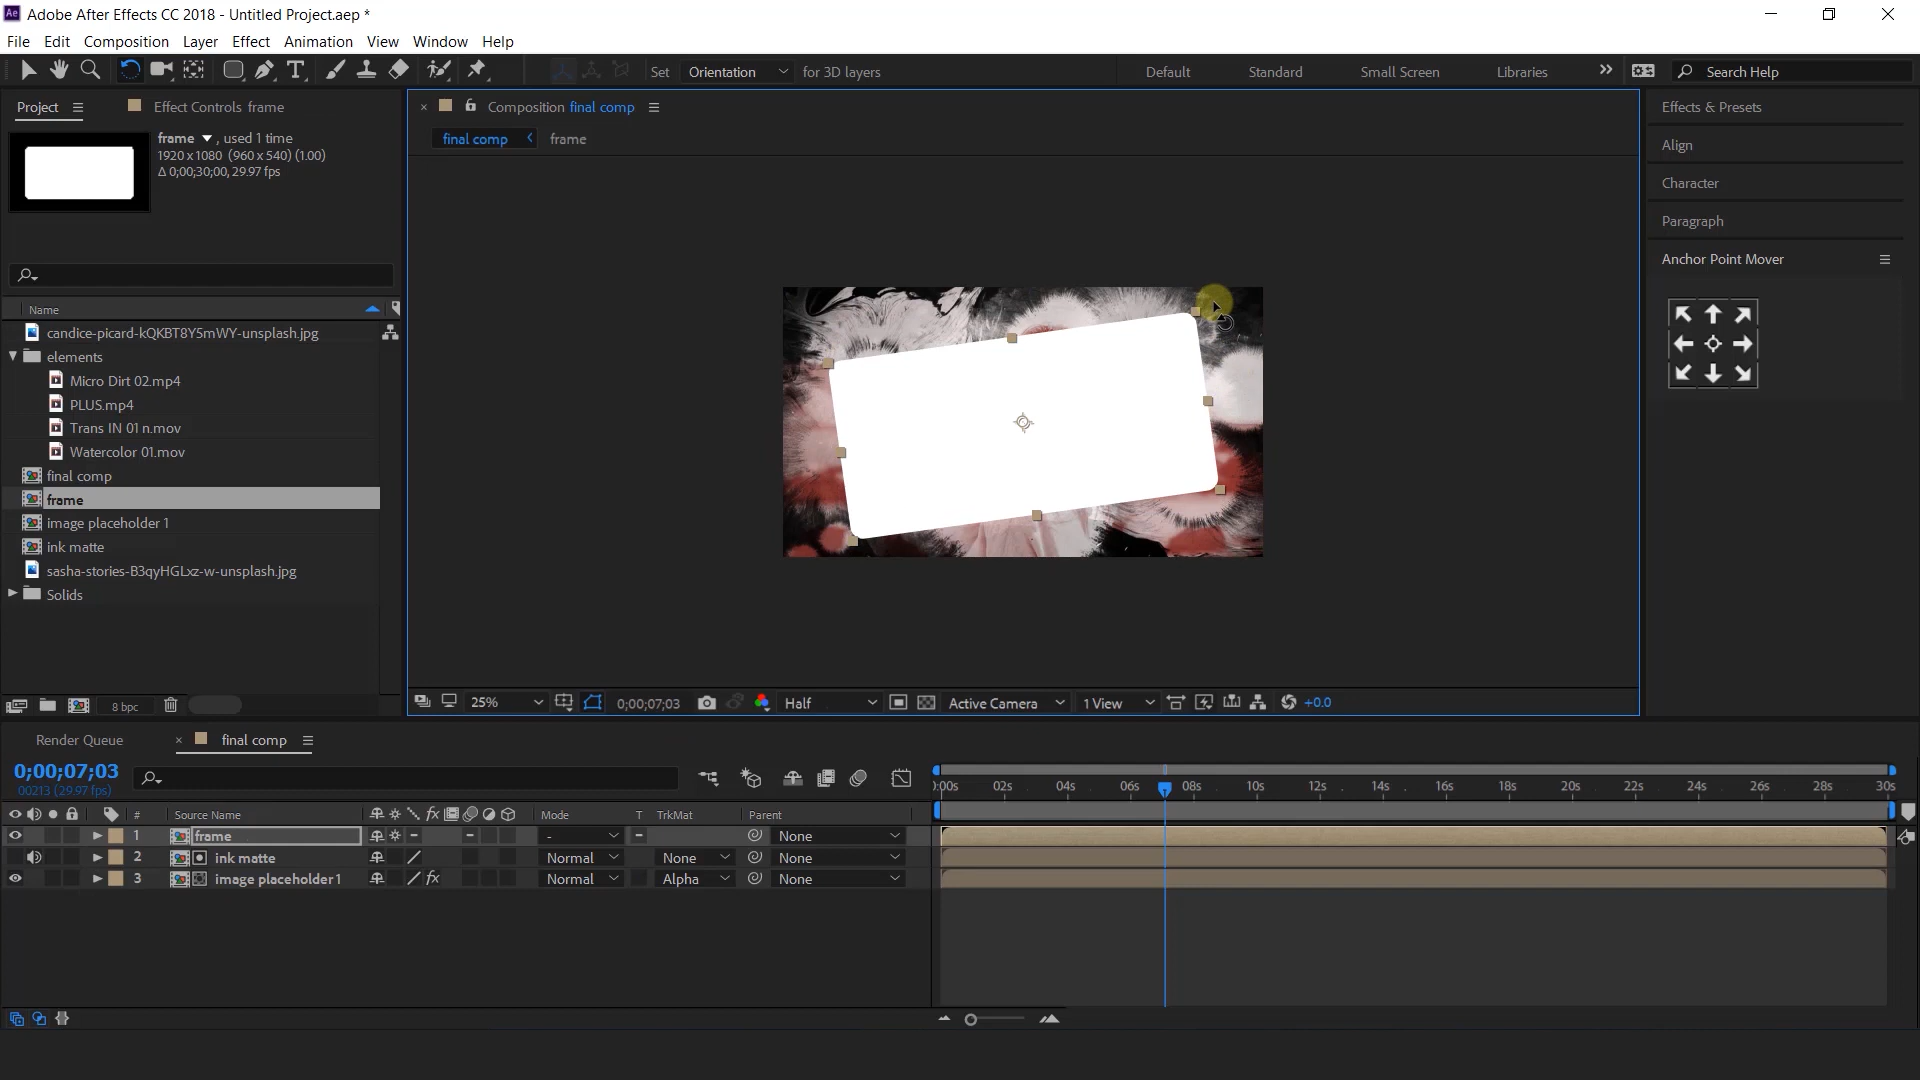 Adobe After Effects CC 2018 - Untitled Project.aep *
File Edit Composition Layer Effect Animation View Window Help
Set Orientation for 3D layers Default Standard Small Screen Libraries Search Help
Project Effect Controls frame
frame , used 1 time
1920 x 1080 (960 x 540) (1.00)
Δ 0;00;30;00, 29.97 fps
Name
candice-picard-kQKBT8Y5mWY-unsplash.jpg
elements
Micro Dirt 02.mp4
PLUS.mp4
Trans IN 01 n.mov
Watercolor 01.mov
final comp
frame
image placeholder 1
ink matte
sasha-stories-B3qyHGLxz-w-unsplash.jpg
Solids
8 bpc
Composition final comp
final comp frame
25% 0;00;07;03 Half Active Camera 1 View +0.0
Effects & Presets
Align
Character
Paragraph
Anchor Point Mover
Render Queue final comp
0;00;07;03
00213 (29.97 fps)
):00s 02s 04s 06s 08s 10s 12s 14s 16s 18s 20s 22s 24s 26s 28s 30s
# Source Name fx Mode T TrkMat Parent
1 frame - None
2 ink matte Normal None None
3 image placeholder 1 fx Normal Alpha None